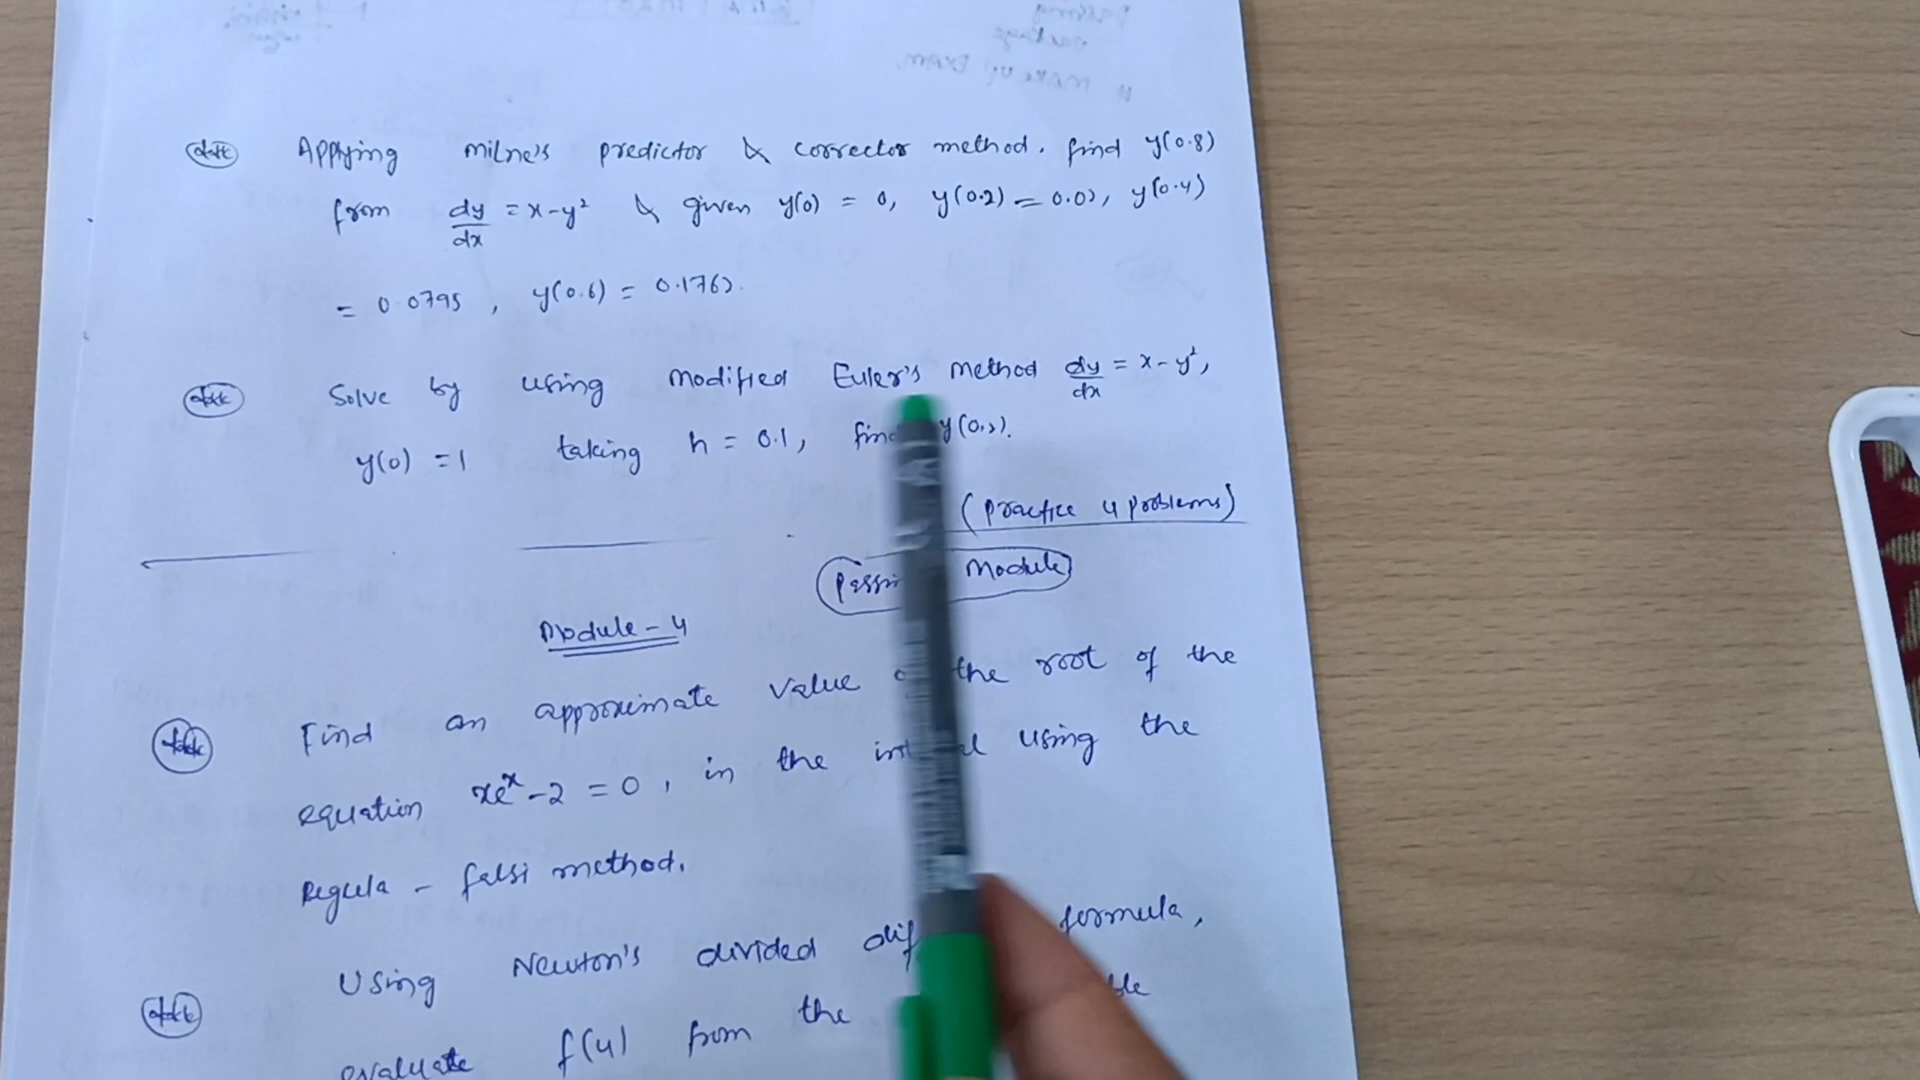 Applying milne's predictor & corrector method. find y(0.8)
from dy/dx = x-y² & given y(0) = 0, y(0.2) = 0.02, y(0.4)
= 0.0795, y(0.6) = 0.1762.
Solve by using modified Euler's method dy/dx = x-y²,
y(0) = 1 taking h = 0.1, find y(0.2).
(practice 4 problems)
Module
Module-4
Find an approximate value the root of the
equation xeˣ-2 = 0, in the using the
Regula - falsi method.
Using Newton's divided formula,
evaluate f(4) from the